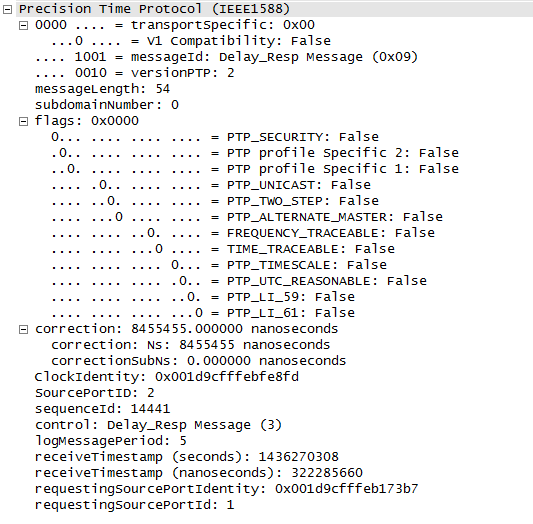 Precision Time Protocol (IEEE1588)
0000 .... = transportSpecific: 0x00
...0 .... = V1 Compatibility: False
.... 1001 = messageId: Delay_Resp Message (0x09)
.... 0010 = versionPTP: 2
messageLength: 54
subdomainNumber: 0
flags: 0x0000
0... .... .... .... = PTP_SECURITY: False
.0.. .... .... .... = PTP profile Specific 2: False
..0. .... .... .... = PTP profile Specific 1: False
.... .0.. .... .... = PTP_UNICAST: False
.... ..0. .... .... = PTP_TWO_STEP: False
.... ...0 .... .... = PTP_ALTERNATE_MASTER: False
.... .... ..0. .... = FREQUENCY_TRACEABLE: False
.... .... ...0 .... = TIME_TRACEABLE: False
.... .... .... 0... = PTP_TIMESCALE: False
.... .... .... .0.. = PTP_UTC_REASONABLE: False
.... .... .... ..0. = PTP_LI_59: False
.... .... .... ...0 = PTP_LI_61: False
correction: 8455455.000000 nanoseconds
correction: Ns: 8455455 nanoseconds
correctionSubNs: 0.000000 nanoseconds
ClockIdentity: 0x001d9cfffebfe8fd
SourcePortID: 2
sequenceId: 14441
control: Delay_Resp Message (3)
logMessagePeriod: 5
receiveTimestamp (seconds): 1436270308
receiveTimestamp (nanoseconds): 322285660
requestingSourcePortIdentity: 0x001d9cfffeb173b7
requestingSourcePortId: 1